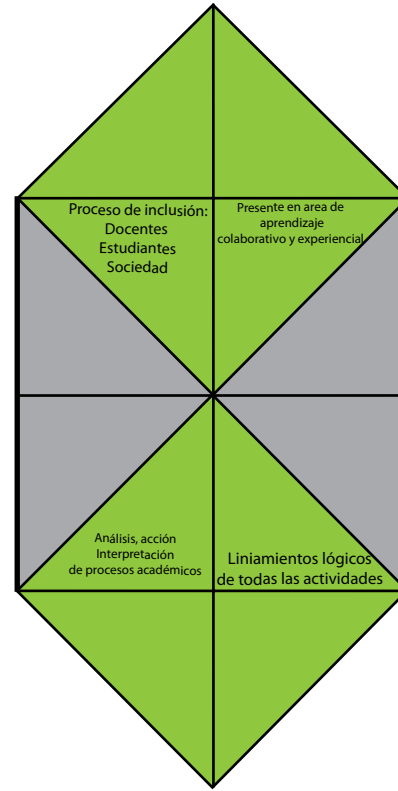 Proceso de inclusión:
Docentes
Estudiantes
Sociedad
Presente en area de
aprendizaje
colaborativo y experiencial
Análisis, acción
Interpretación
de procesos académicos
Liniamientos lógicos
de todas las actividades